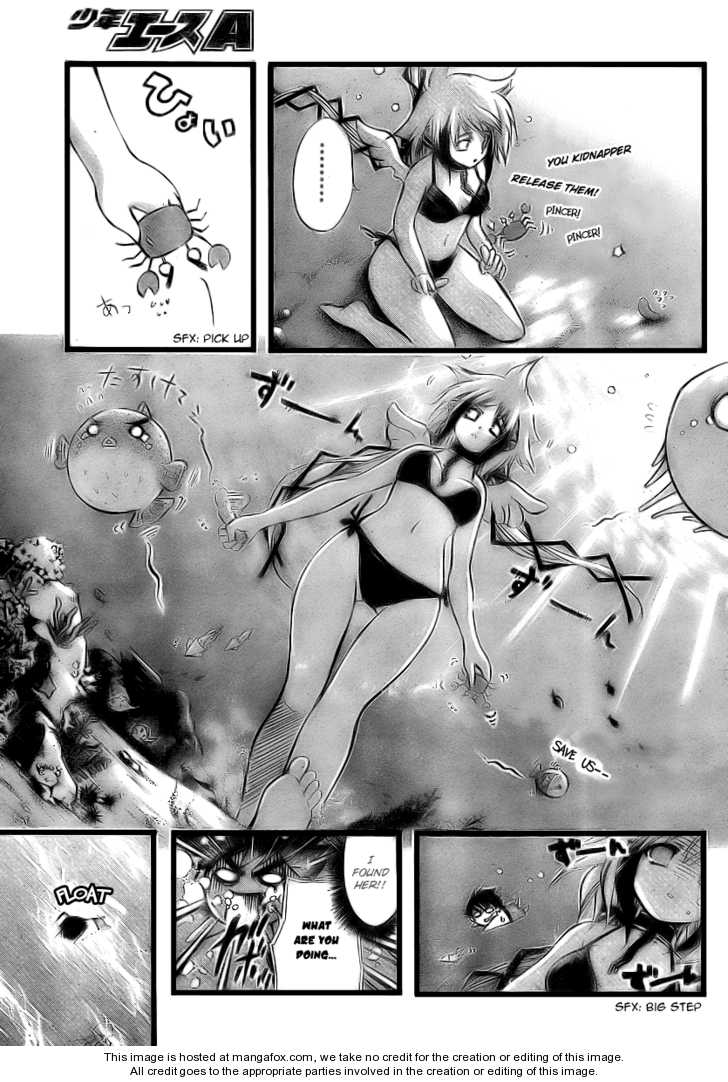 少年エースA
YOU KIDNAPPER
RELEASE THEM!
PINCER!
PINCER!
………
ひょい
あっ
SFX: PICK UP
たすけて
ずーん
ずーん
SAVE US--
ずーん
ずーん
SFX: BIG STEP
I
FOUND
HER!!
WHAT
ARE YOU
DOING...
FLOAT
This image is hosted at mangafox.com, we take no credit for the creation or editing of this image.
All credit goes to the appropriate parties involved in the creation or editing of this image.